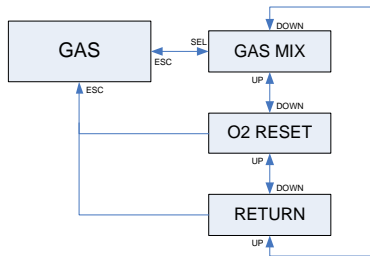 DOWN
GAS
SEL
ESC
GAS MIX
UP
ESC
DOWN
O2 RESET
UP
DOWN
RETURN
UP